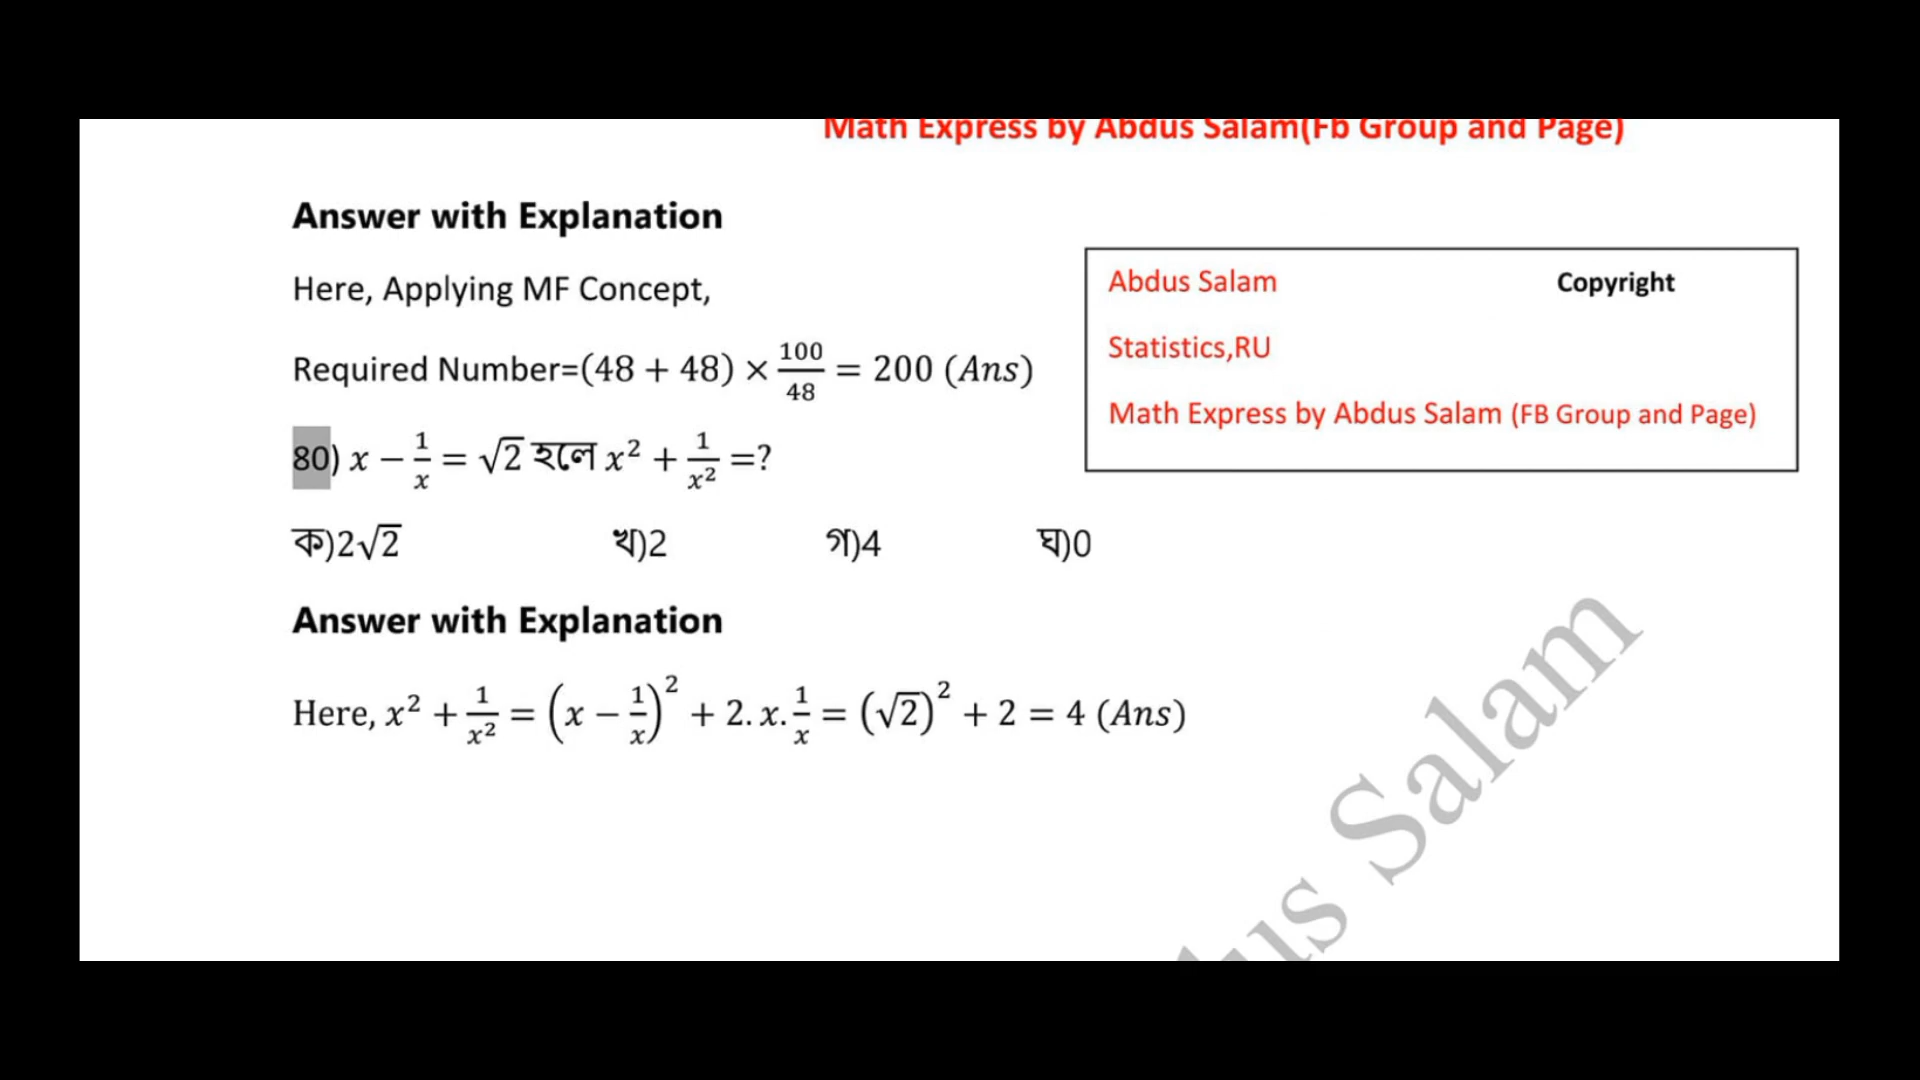 Math Express by Abdus Salam(Fb Group and Page)
Answer with Explanation
Here, Applying MF Concept,
Required Number=(48 + 48) × 100/48 = 200 (Ans)
80) x − 1/x = √2 হলে x² + 1/x² =?
ক)2√2 খ)2 গ)4 ঘ)0
Answer with Explanation
Here, x² + 1/x² = (x − 1/x)² + 2. x. 1/x = (√2)² + 2 = 4 (Ans)
Abdus Salam Copyright
Statistics,RU
Math Express by Abdus Salam (FB Group and Page)
dus Salam